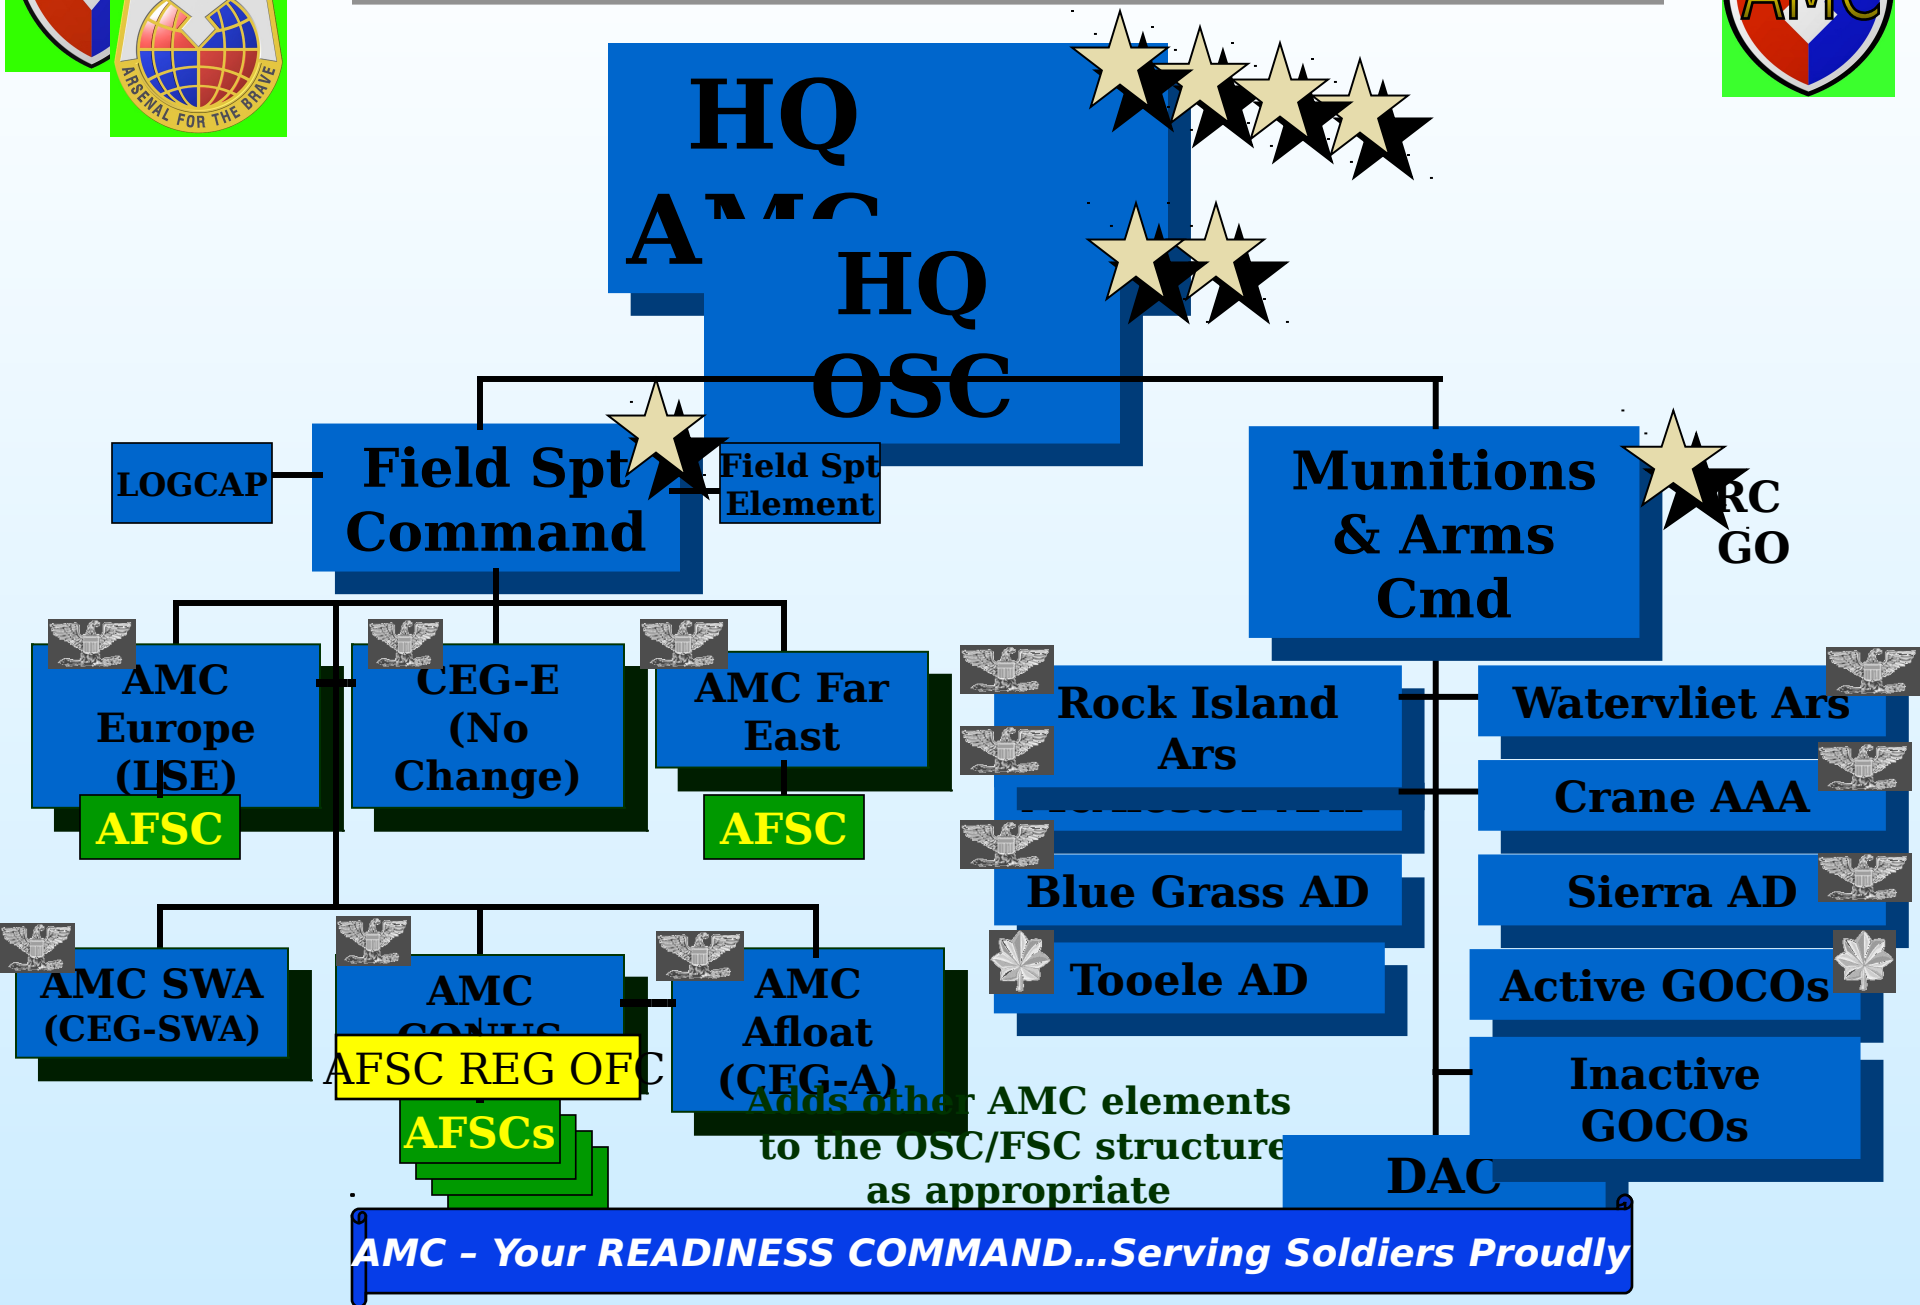 AMC
ARSENAL FOR THE BRAVE
HQ
AMC
HQ
OSC
LOGCAP
Field Spt
Command
Field Spt
Element
Munitions
& Arms
Cmd
RC
GO
AMC
Europe
(LSE)
AFSC
CEG-E
(No
Change)
AMC Far
East
AFSC
Rock Island
Ars
Blue Grass AD
Tooele AD
Watervliet Ars
Crane AAA
Sierra AD
Active GOCOs
Inactive
GOCOs
DAC
AMC SWA
(CEG-SWA)
AMC
CONUS
AFSC REG OFC
AFSCs
AMC
Afloat
(CEG-A)
Adds other AMC elements
to the OSC/FSC structure
as appropriate
AMC – Your READINESS COMMAND…Serving Soldiers Proudly